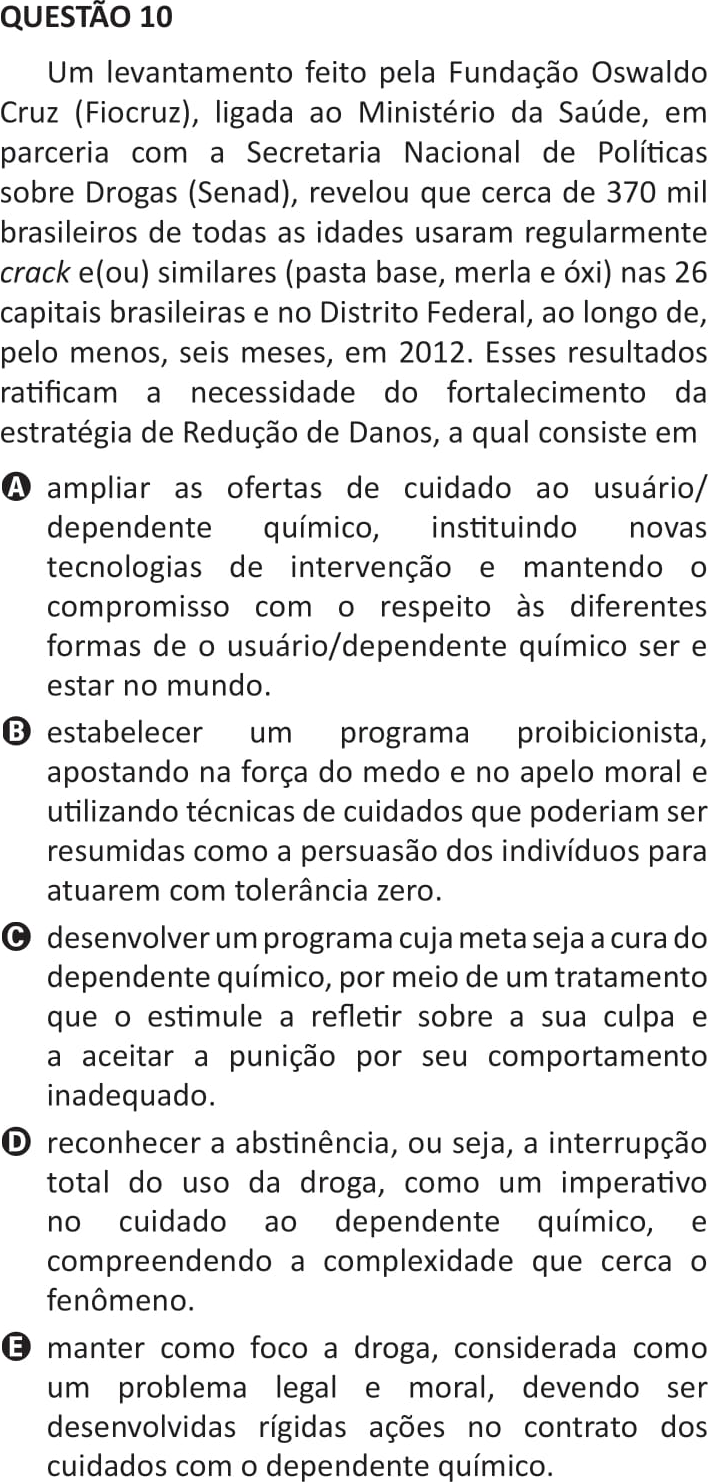 QUESTÃO 10
Um levantamento feito pela Fundação Oswaldo
Cruz (Fiocruz), ligada ao Ministério da Saúde, em
parceria com a Secretaria Nacional de Políticas
sobre Drogas (Senad), revelou que cerca de 370 mil
brasileiros de todas as idades usaram regularmente
crack e(ou) similares (pasta base, merla e óxi) nas 26
capitais brasileiras e no Distrito Federal, ao longo de,
pelo menos, seis meses, em 2012. Esses resultados
ratificam a necessidade do fortalecimento da
estratégia de Redução de Danos, a qual consiste em
A ampliar as ofertas de cuidado ao usuário/
dependente químico, instituindo novas
tecnologias de intervenção e mantendo o
compromisso com o respeito às diferentes
formas de o usuário/dependente químico ser e
estar no mundo.
B estabelecer um programa proibicionista,
apostando na força do medo e no apelo moral e
utilizando técnicas de cuidados que poderiam ser
resumidas como a persuasão dos indivíduos para
atuarem com tolerância zero.
C desenvolver um programa cuja meta seja a cura do
dependente químico, por meio de um tratamento
que o estimule a refletir sobre a sua culpa e
a aceitar a punição por seu comportamento
inadequado.
D reconhecer a abstinência, ou seja, a interrupção
total do uso da droga, como um imperativo
no cuidado ao dependente químico, e
compreendendo a complexidade que cerca o
fenômeno.
E manter como foco a droga, considerada como
um problema legal e moral, devendo ser
desenvolvidas rígidas ações no contrato dos
cuidados com o dependente químico.